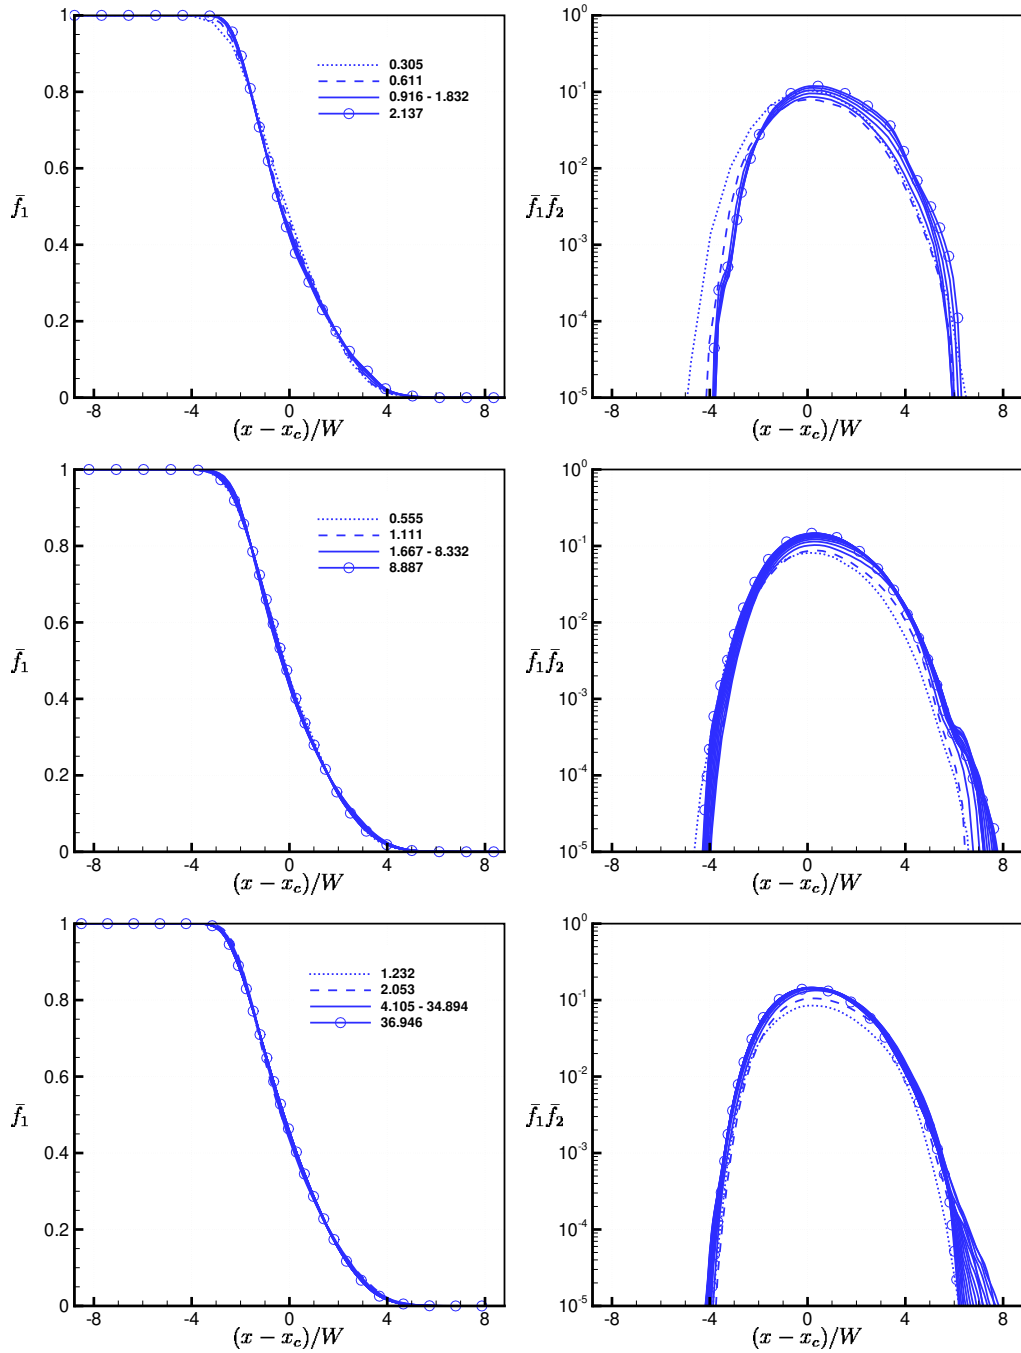 1
0.8
0.6
0.4
0.2
0
f̄₁
0.305
0.611
0.916 - 1.832
2.137
-8 -4 0 4 8
(x − x_c)/W
10⁰
10⁻¹
10⁻²
10⁻³
10⁻⁴
10⁻⁵
f̄₁f̄₂
-8 -4 0 4 8
(x − x_c)/W
1
0.8
0.6
0.4
0.2
0
f̄₁
0.555
1.111
1.667 - 8.332
8.887
-8 -4 0 4 8
(x − x_c)/W
10⁰
10⁻¹
10⁻²
10⁻³
10⁻⁴
10⁻⁵
f̄₁f̄₂
-8 -4 0 4 8
(x − x_c)/W
1
0.8
0.6
0.4
0.2
0
f̄₁
1.232
2.053
4.105 - 34.894
36.946
-8 -4 0 4 8
(x − x_c)/W
10⁰
10⁻¹
10⁻²
10⁻³
10⁻⁴
10⁻⁵
f̄₁f̄₂
-8 -4 0 4 8
(x − x_c)/W